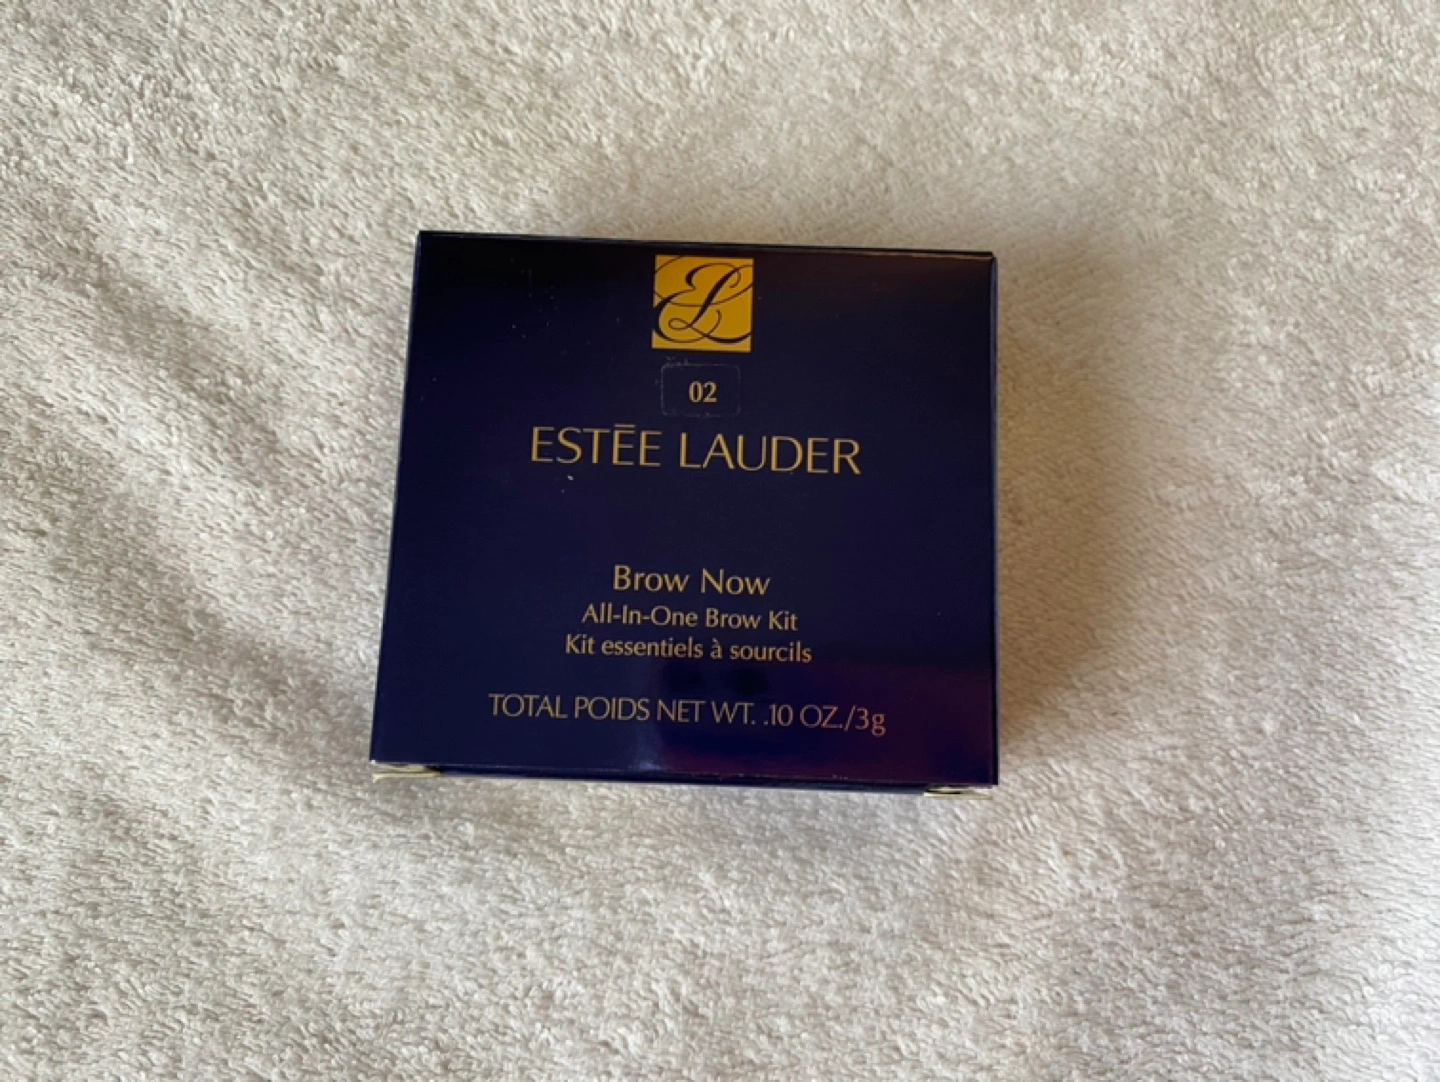 EL
02
ESTĒE LAUDER
Brow Now
All-In-One Brow Kit
Kit essentiels à sourcils
TOTAL POIDS NET WT. .10 OZ./3g